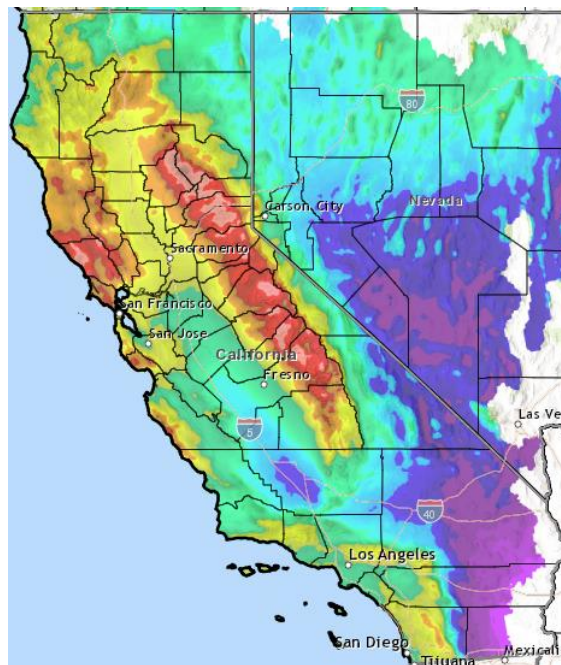 80
Nevada
Carson City
Sacramento
San Francisco
San Jose
California
Fresno
5
Las Ve
40
Los Angeles
San Diego
Tijuana
Mexicali